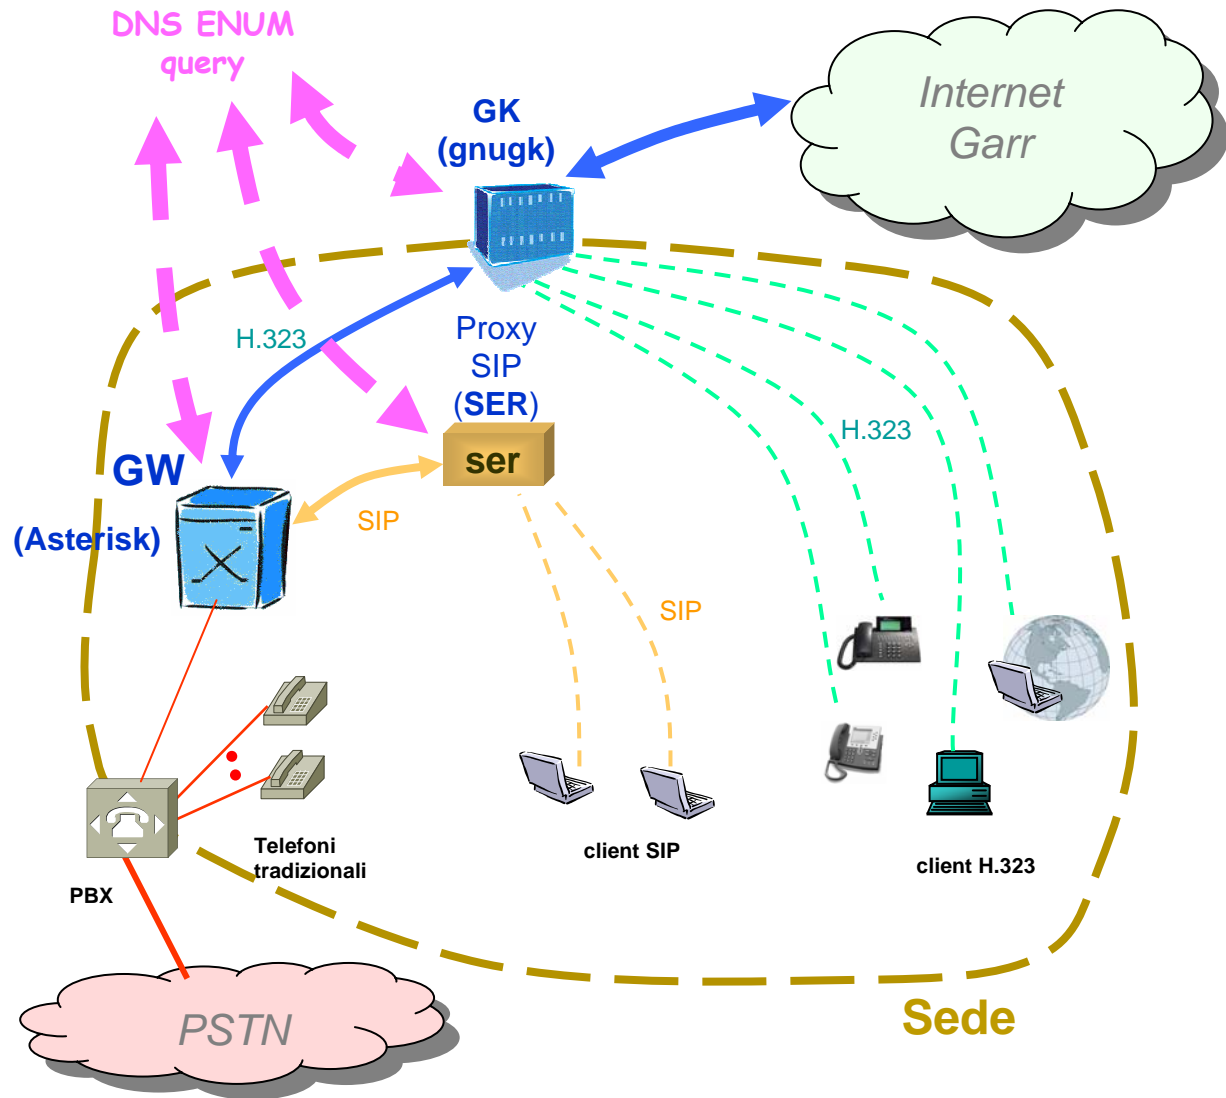 DNS ENUM
query
Internet
Garr
GK
(gnugk)
H.323
Proxy
SIP
(SER)
H.323
ser
GW
SIP
(Asterisk)
SIP
Telefoni
tradizionali
client SIP
client H.323
PBX
Sede
PSTN